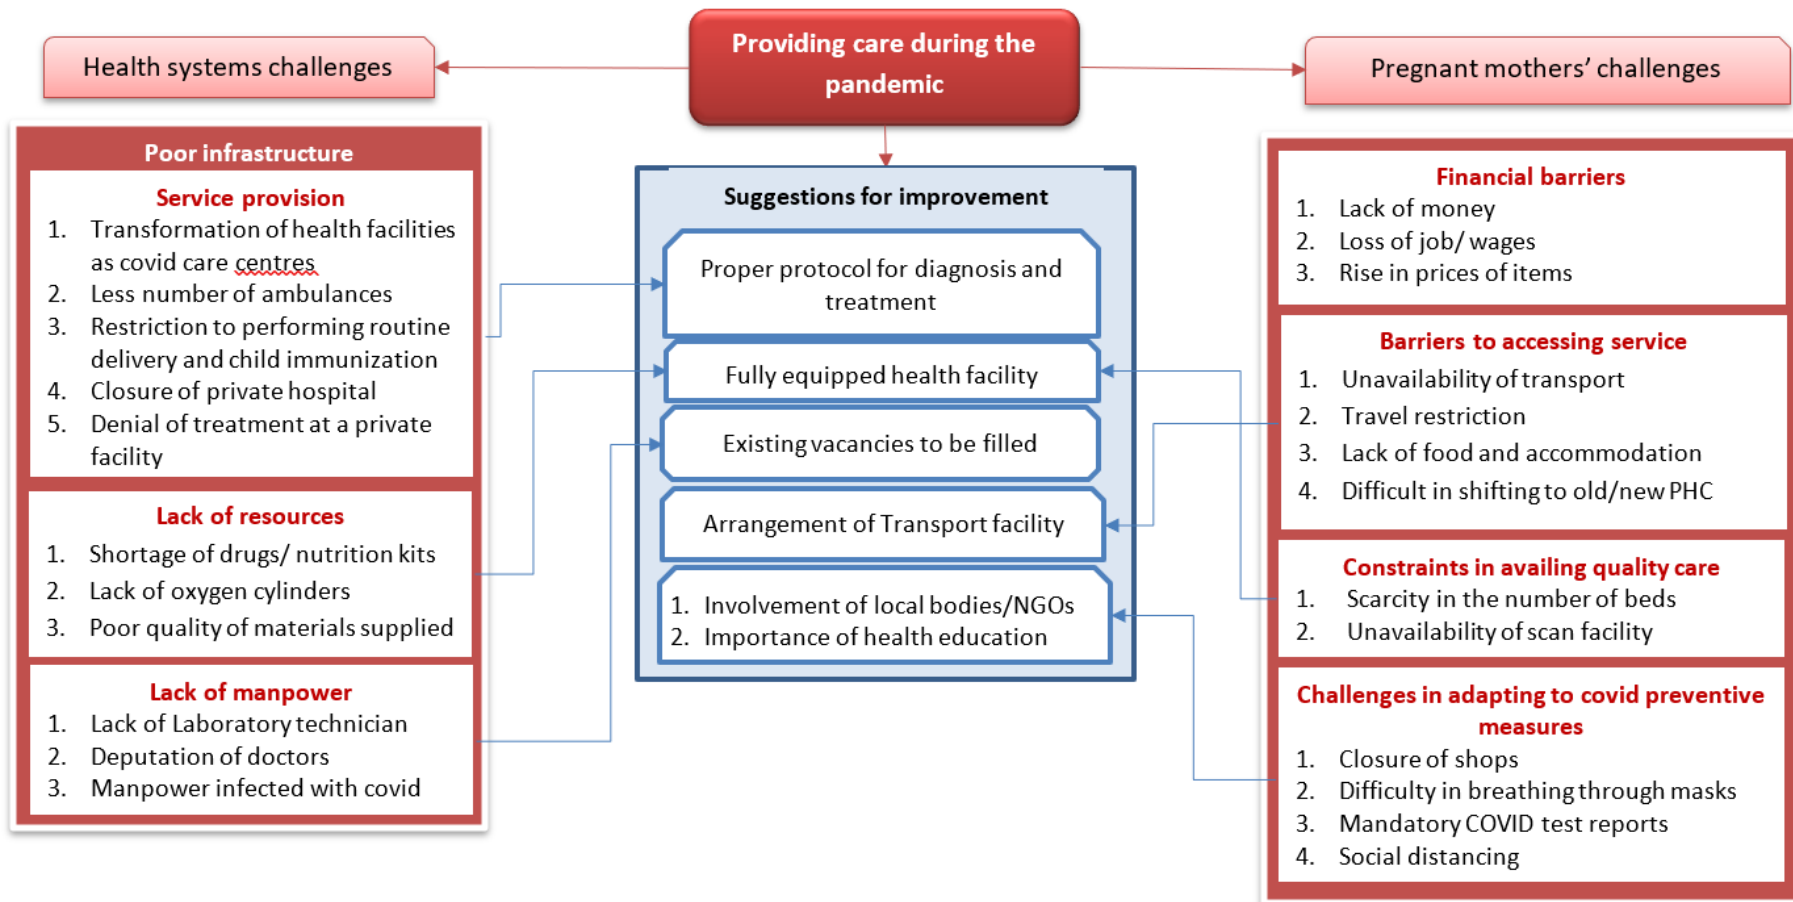 Providing care during the
pandemic
Health systems challenges
Pregnant mothers’ challenges
Poor infrastructure
Service provision
1. Transformation of health facilities
as covid care centres
2. Less number of ambulances
3. Restriction to performing routine
delivery and child immunization
4. Closure of private hospital
5. Denial of treatment at a private
facility
Lack of resources
1. Shortage of drugs/ nutrition kits
2. Lack of oxygen cylinders
3. Poor quality of materials supplied
Lack of manpower
1. Lack of Laboratory technician
2. Deputation of doctors
3. Manpower infected with covid
Suggestions for improvement
Proper protocol for diagnosis and
treatment
Fully equipped health facility
Existing vacancies to be filled
Arrangement of Transport facility
1. Involvement of local bodies/NGOs
2. Importance of health education
Financial barriers
1. Lack of money
2. Loss of job/ wages
3. Rise in prices of items
Barriers to accessing service
1. Unavailability of transport
2. Travel restriction
3. Lack of food and accommodation
4. Difficult in shifting to old/new PHC
Constraints in availing quality care
1. Scarcity in the number of beds
2. Unavailability of scan facility
Challenges in adapting to covid preventive
measures
1. Closure of shops
2. Difficulty in breathing through masks
3. Mandatory COVID test reports
4. Social distancing